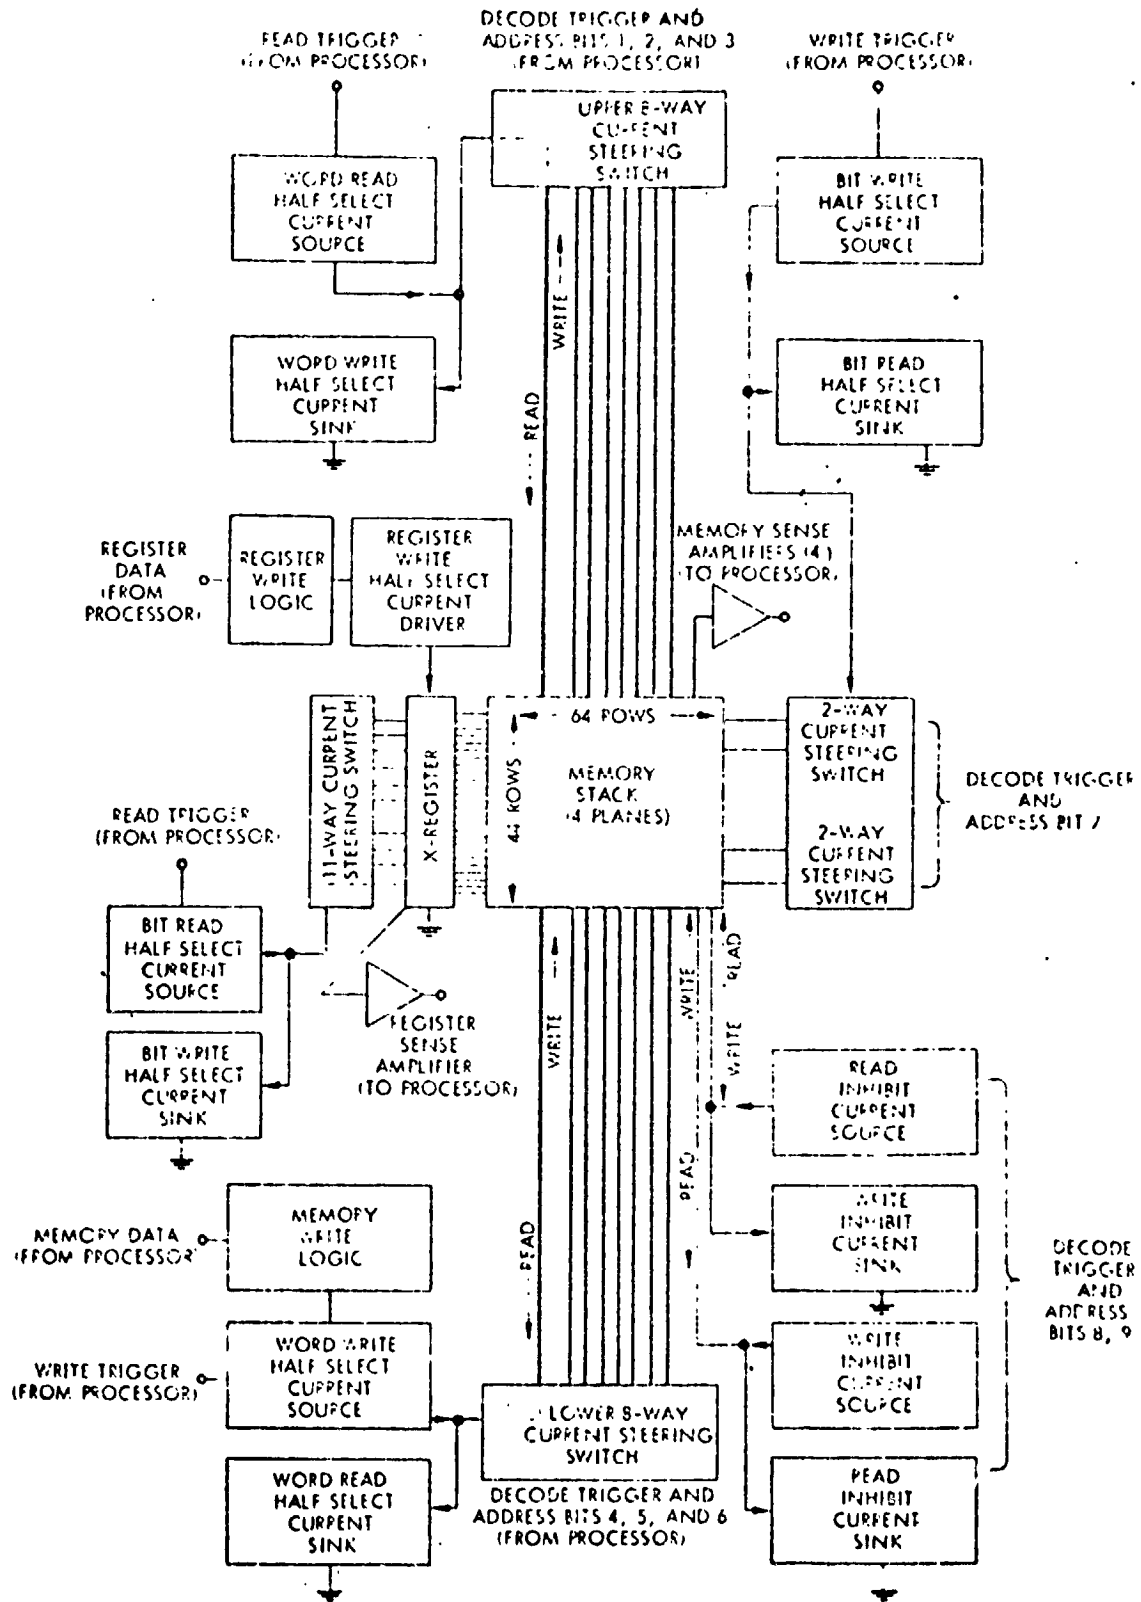 DECODE TRIGGER AND
ADDRESS BITS 1, 2, AND 3
(FROM PROCESSOR)
READ TRIGGER
(FROM PROCESSOR)
WRITE TRIGGER
(FROM PROCESSOR)
UPPER 8-WAY
CURRENT
STEERING
SWITCH
WORD READ
HALF SELECT
CURRENT
SOURCE
BIT WRITE
HALF SELECT
CURRENT
SOURCE
WORD WRITE
HALF SELECT
CURRENT
SINK
WRITE
READ
BIT READ
HALF SELECT
CURRENT
SINK
REGISTER
DATA
(FROM
PROCESSOR)
REGISTER
WRITE
LOGIC
REGISTER
WRITE
HALF SELECT
CURRENT
DRIVER
MEMORY SENSE
AMPLIFIERS (4)
(TO PROCESSOR)
11-WAY CURRENT
STEERING SWITCH
X-REGISTER
64 ROWS
44 ROWS
MEMORY
STACK
(4 PLANES)
2-WAY
CURRENT
STEERING
SWITCH
2-WAY
CURRENT
STEERING
SWITCH
DECODE TRIGGER
AND
ADDRESS BIT 7
READ TRIGGER
(FROM PROCESSOR)
BIT READ
HALF SELECT
CURRENT
SOURCE
BIT WRITE
HALF SELECT
CURRENT
SINK
REGISTER
SENSE
AMPLIFIER
(TO PROCESSOR)
WRITE
READ
WRITE
READ
WRITE
READ
READ
INHIBIT
CURRENT
SOURCE
WRITE
INHIBIT
CURRENT
SINK
WRITE
INHIBIT
CURRENT
SOURCE
READ
INHIBIT
CURRENT
SINK
DECODE
TRIGGER
AND
ADDRESS
BITS 8, 9
MEMORY DATA
(FROM PROCESSOR)
MEMORY
WRITE
LOGIC
WRITE TRIGGER
(FROM PROCESSOR)
WORD WRITE
HALF SELECT
CURRENT
SOURCE
WORD READ
HALF SELECT
CURRENT
SINK
LOWER 8-WAY
CURRENT STEERING
SWITCH
DECODE TRIGGER AND
ADDRESS BITS 4, 5, AND 6
(FROM PROCESSOR)